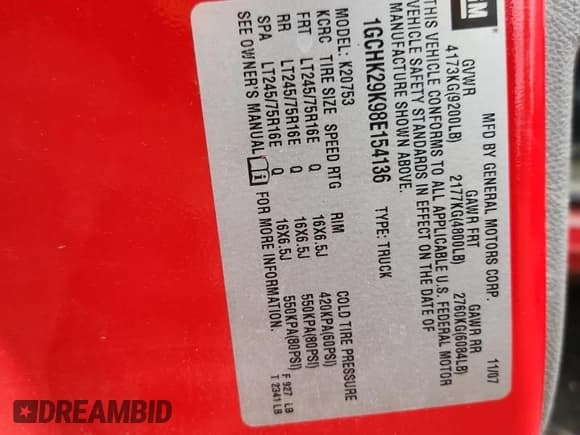 GM
MFD BY GENERAL MOTORS CORP. 11/07
GVWR GAWR FRT GAWR RR
4173KG(9200LB) 2177KG(4800LB) 2760KG(6084LB)
THIS VEHICLE CONFORMS TO ALL APPLICABLE U.S. FEDERAL MOTOR
VEHICLE SAFETY STANDARDS IN EFFECT ON THE DATE OF
MANUFACTURE SHOWN ABOVE.
1GCHK29K98E154136 TYPE: TRUCK
MODEL: K20753
KCRC TIRE SIZE SPEED RTG RIM COLD TIRE PRESSURE
FRT LT245/75R16E Q 16X6.5J 420KPA(60PSI)
RR LT245/75R16E Q 16X6.5J 550KPA(80PSI)
SPA LT245/75R16E Q 16X6.5J 550KPA(80PSI)
SEE OWNER'S MANUAL FOR MORE INFORMATION.
F 927 LB
T 2341 LB
DREAMBID